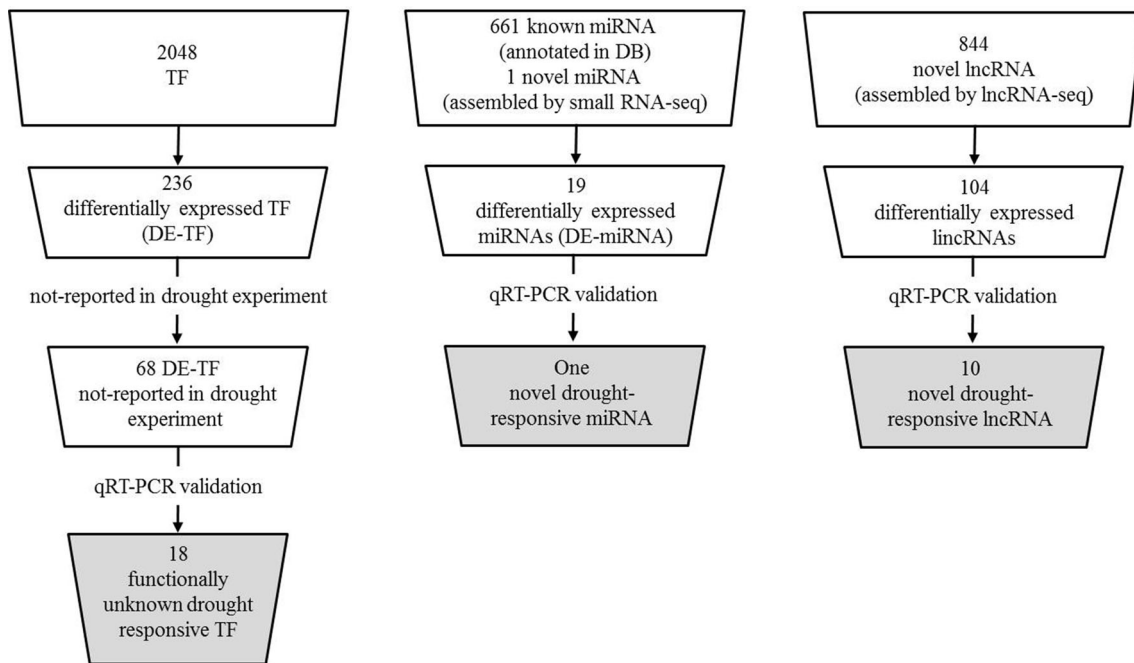 2048
TF
236
differentially expressed TF
(DE-TF)
not-reported in drought experiment
68 DE-TF
not-reported in drought
experiment
qRT-PCR validation
18
functionally
unknown drought
responsive TF
661 known miRNA
(annotated in DB)
1 novel miRNA
(assembled by small RNA-seq)
19
differentially expressed
miRNAs (DE-miRNA)
qRT-PCR validation
One
novel drought-
responsive miRNA
844
novel lncRNA
(assembled by lncRNA-seq)
104
differentially expressed
lincRNAs
qRT-PCR validation
10
novel drought-
responsive lncRNA